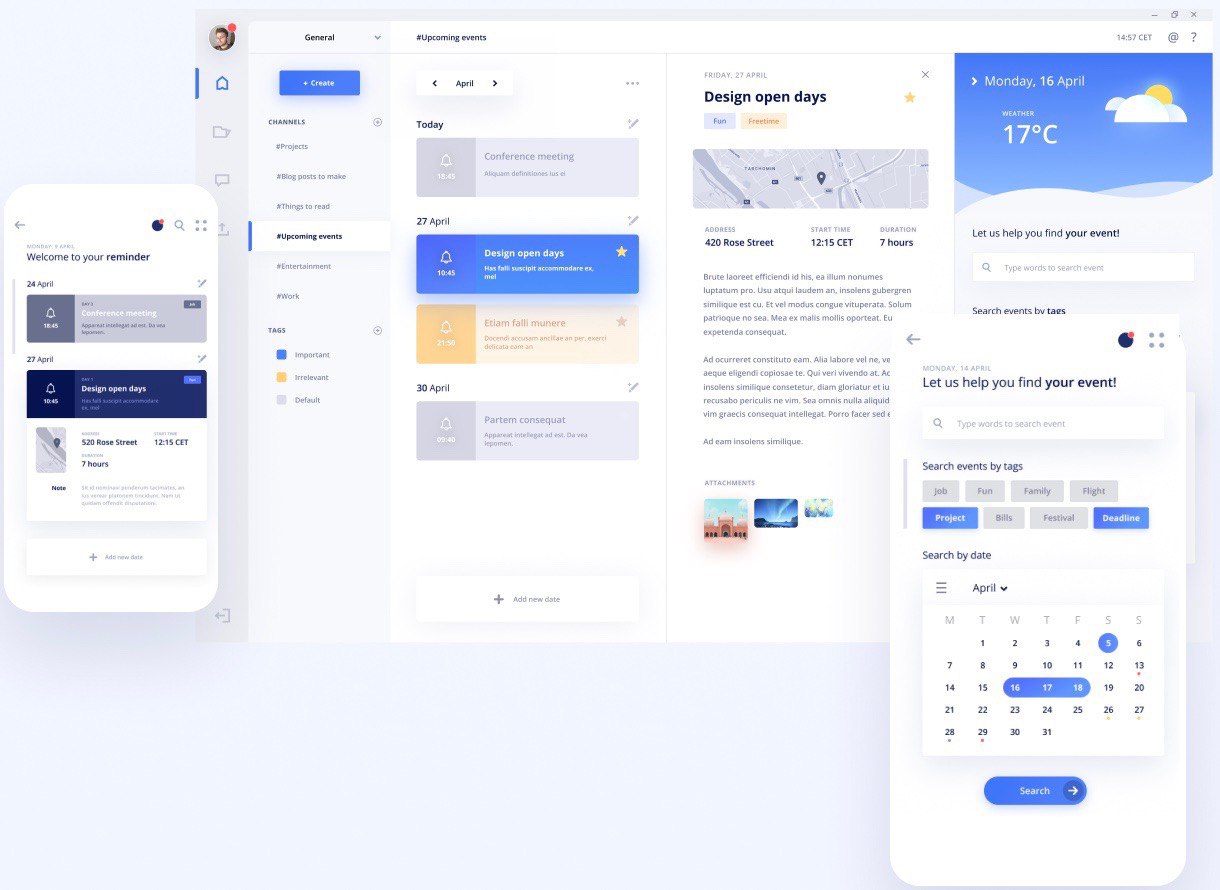 General
#Upcoming events
14:57 CET
@
?
+ Create
CHANNELS
#Projects
#Blog posts to make
#Things to read
#Upcoming events
#Entertainment
#Work
TAGS
Important
Irrelevant
Default
April
Today
18:45
Conference meeting
Aliquam definitiones ius ei
27 April
10:45
Design open days
Has falli suscipit accommodare ex,
mel
21:50
Etiam falli munere
Docendi accusam ancillae an per, exerci
delicata eam an
30 April
09:40
Partem consequat
Appareat intellegat ad est. Da vea
lepomen.
+ Add new date
FRIDAY, 27 APRIL
Design open days
Fun
Freetime
TARCHOMIN
ADDRESS
420 Rose Street
START TIME
12:15 CET
DURATION
7 hours
Brute laoreet efficiendi id his, ea illum nonumes
luptatum pro. Usu atqui laudem an, insolens gubergren
similique est cu. Et vel modus congue vituperata. Solum
patrioque no sea. Mea ex malis mollis oporteat. Eu
expetenda consequat.
Ad ocurreret constituto eam. Alia labore vel ne, ve
aeque eligendi copiosae te. Qui veri vivendo at. Ad
insolens similique consetetur, diam gloriatur et iu
recusabo periculis ne vim. Sea omnis nulla aliquid
vim graecis consequat intellegat. Porro facer sed e
Ad eam insolens similique.
ATTACHMENTS
Monday, 16 April
WEATHER
17°C
Let us help you find your event!
Type words to search event
Search events by tags
MONDAY, 9 APRIL
Welcome to your reminder
24 April
18:45
DAY 2
Conference meeting
Appareat intellegat ad est. Da vea
lepomen.
Job
27 April
10:45
DAY 1
Design open days
Has falli suscipit accommodare
ex, mel
Fun
ADDRESS
520 Rose Street
START TIME
12:15 CET
DURATION
7 hours
Note
Sit ei nominavi penderum tacimates, an
ius verear platonem tincidunt. Nam us
quidam offendit disputation.
+ Add new date
MONDAY, 14 APRIL
Let us help you find your event!
Type words to search event
Search events by tags
Job
Fun
Family
Flight
Project
Bills
Festival
Deadline
Search by date
April
M T W T F S S
1 2 3 4 5 6
7 8 9 10 11 12 13
14 15 16 17 18 19 20
21 22 23 24 25 26 27
28 29 30 31
Search